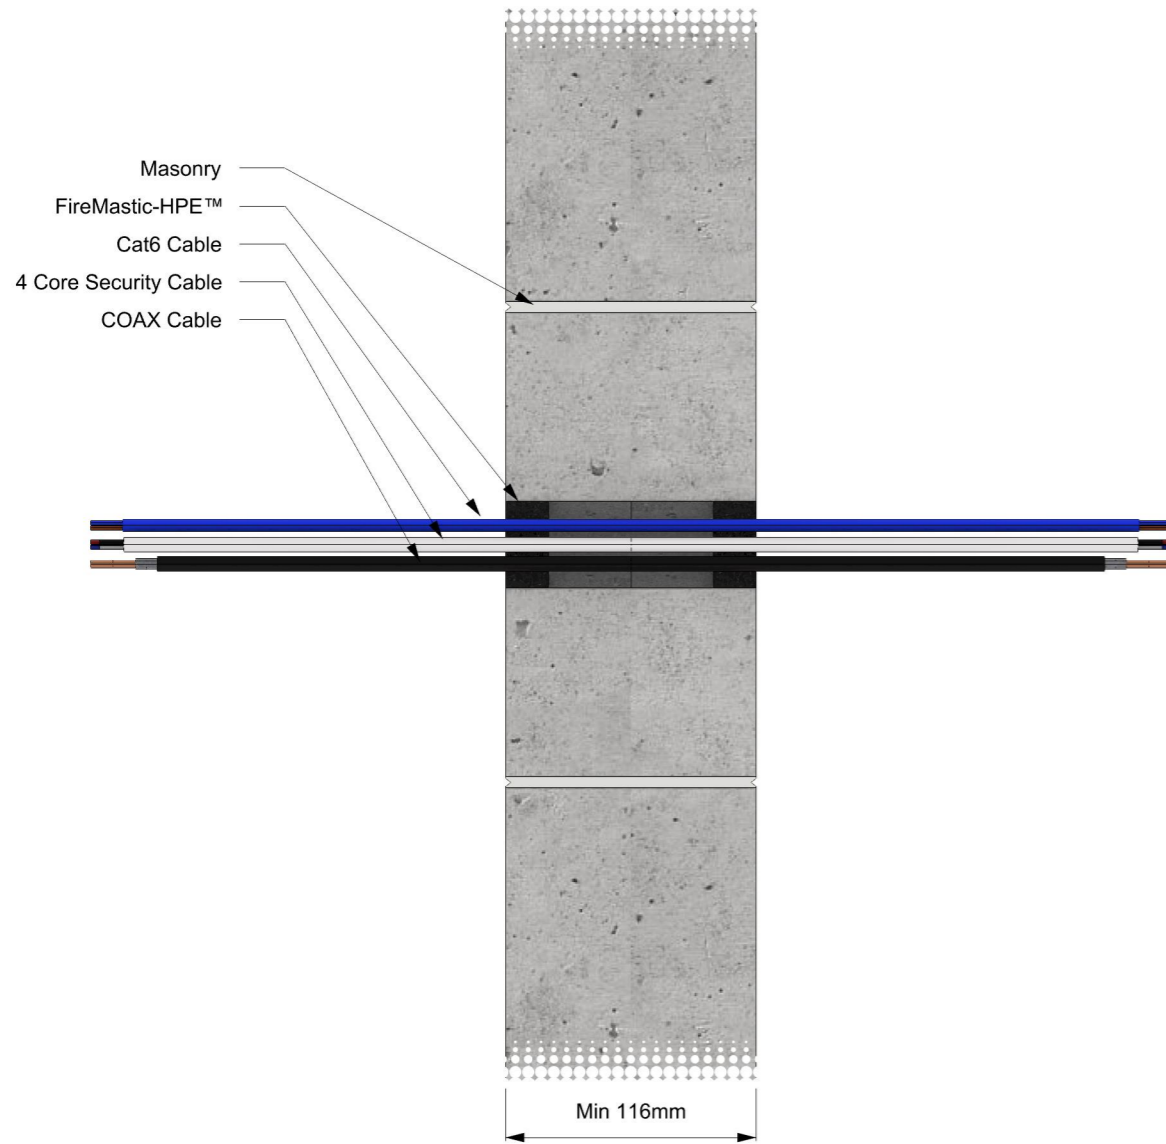 Masonry
FireMastic-HPE™
Cat6 Cable
4 Core Security Cable
COAX Cable
Min 116mm